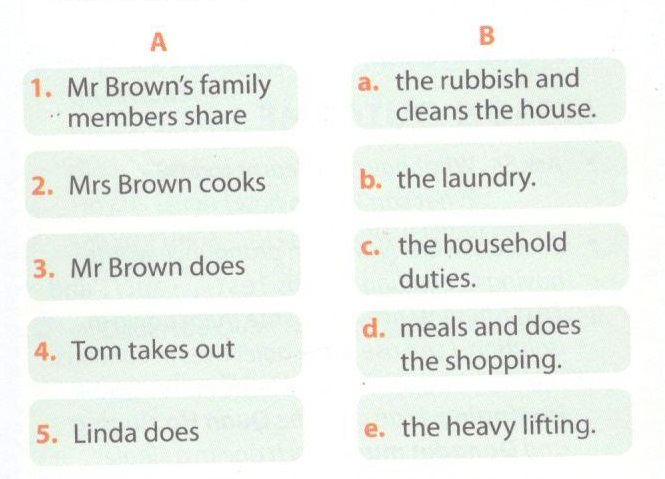 A
B
1. Mr Brown's family
members share
a. the rubbish and
cleans the house.
2. Mrs Brown cooks
b. the laundry.
3. Mr Brown does
c. the household
duties.
4. Tom takes out
d. meals and does
the shopping.
5. Linda does
e. the heavy lifting.